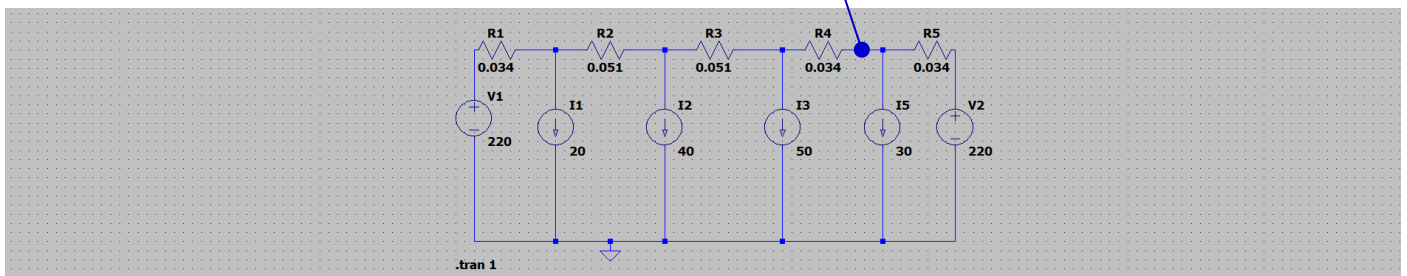 R1 R2 R3 R4 R5
0.034 0.051 0.051 0.034 0.034
V1 I1 I2 I3 I5 V2
220 20 40 50 30 220
.tran 1